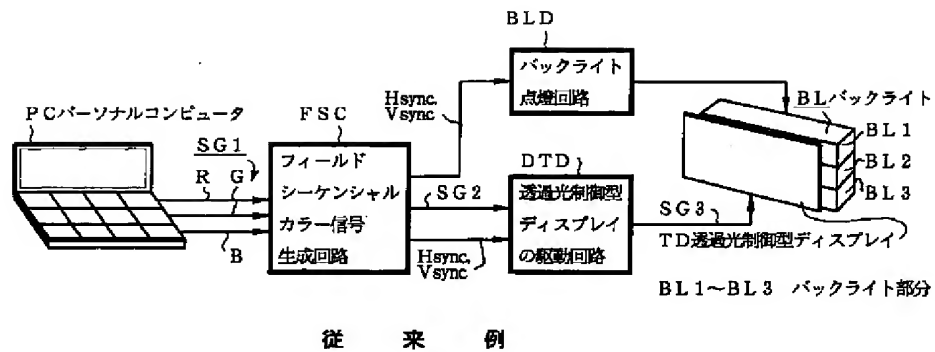 BLD
バックライト
点燈回路
BLバックライト
BL1
BL2
BL3
Hsync.
Vsync
PCパーソナルコンピュータ
SG1
R
G
B
FSC
フィールド
シーケンシャル
カラー信号
生成回路
SG2
Hsync.
Vsync
DTD
透過光制御型
ディスプレイ
の駆動回路
SG3
TD透過光制御型ディスプレイ
BL1〜BL3 バックライト部分
従来例